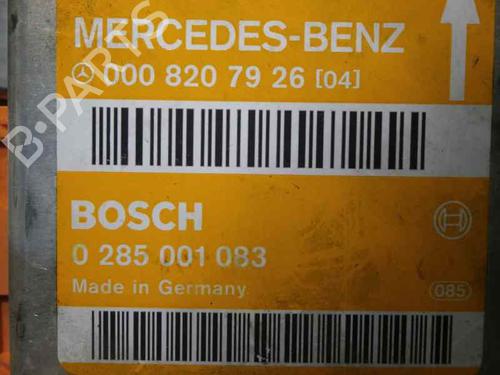 MERCEDES-BENZ
000 820 79 26 [04]
B-PARTS
BOSCH
0 285 001 083
Made in Germany
085